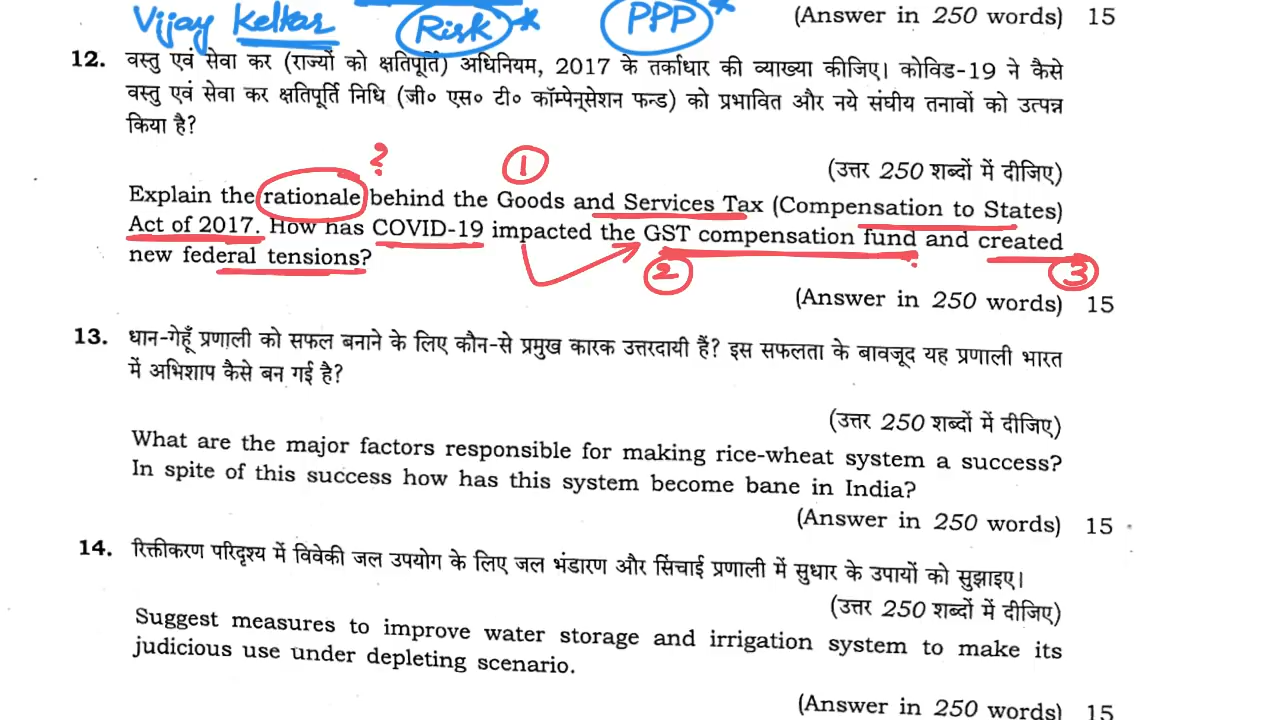 Vijay Kelkar Risk * PPP *
(Answer in 250 words) 15
12. वस्तु एवं सेवा कर (राज्यों को क्षतिपूर्ति) अधिनियम, 2017 के तर्काधार की व्याख्या कीजिए। कोविड-19 ने कैसे
वस्तु एवं सेवा कर क्षतिपूर्ति निधि (जी० एस० टी० कॉम्पेन्सेशन फन्ड) को प्रभावित और नये संघीय तनावों को उत्पन्न
किया है?
(उत्तर 250 शब्दों में दीजिए)
? 1
Explain the rationale behind the Goods and Services Tax (Compensation to States)
Act of 2017. How has COVID-19 impacted the GST compensation fund and created
new federal tensions?
2 3
(Answer in 250 words) 15
13. धान-गेहूँ प्रणाली को सफल बनाने के लिए कौन-से प्रमुख कारक उत्तरदायी हैं? इस सफलता के बावजूद यह प्रणाली भारत
में अभिशाप कैसे बन गई है?
(उत्तर 250 शब्दों में दीजिए)
What are the major factors responsible for making rice-wheat system a success?
In spite of this success how has this system become bane in India?
(Answer in 250 words) 15
14. रिक्तीकरण परिदृश्य में विवेकी जल उपयोग के लिए जल भंडारण और सिंचाई प्रणाली में सुधार के उपायों को सुझाइए।
(उत्तर 250 शब्दों में दीजिए)
Suggest measures to improve water storage and irrigation system to make its
judicious use under depleting scenario.
(Answer in 250 words) 15